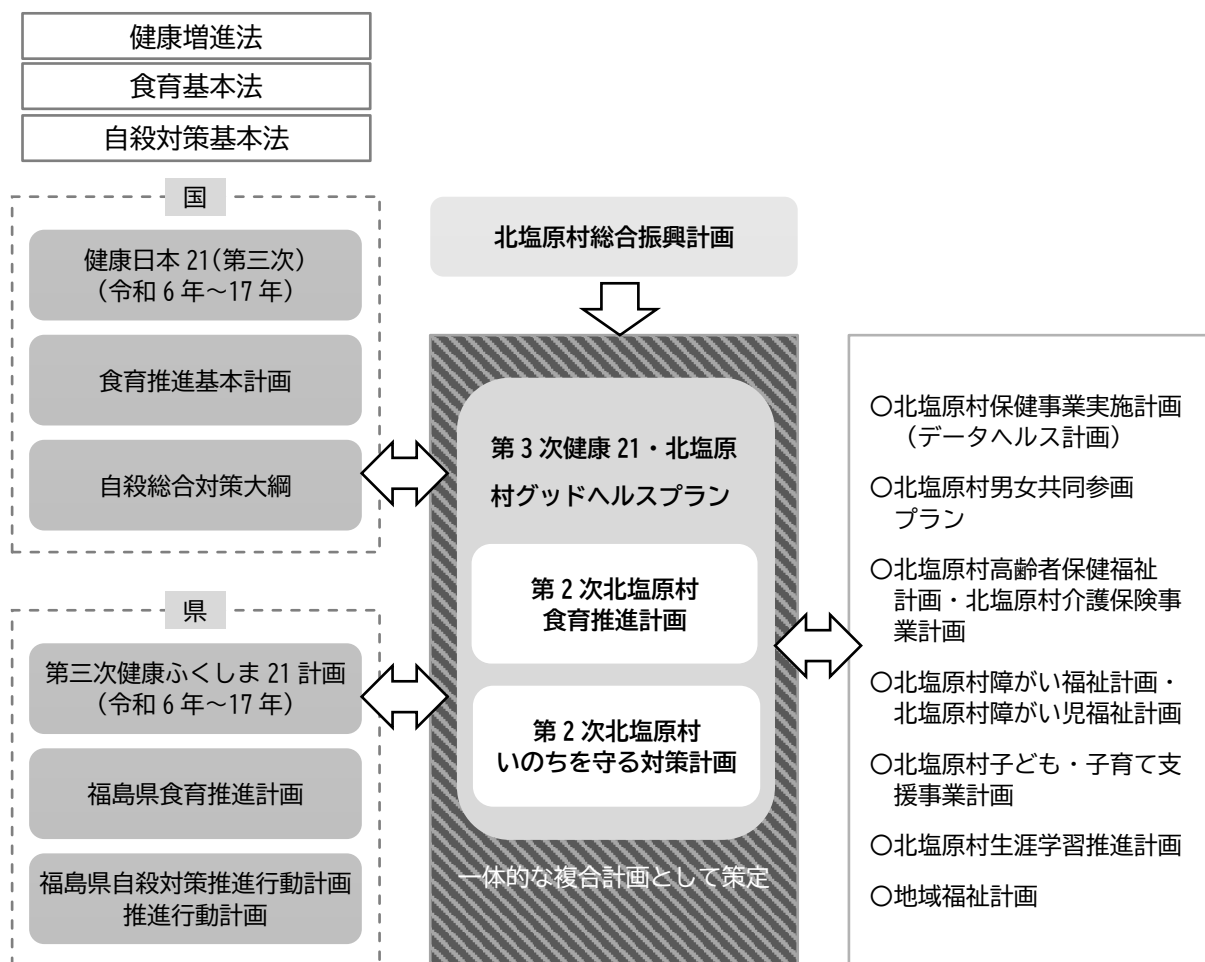 健康増進法
食育基本法
自殺対策基本法
国
健康日本 21(第三次)
(令和 6 年～17 年)
食育推進基本計画
自殺総合対策大綱
県
第三次健康ふくしま 21 計画
(令和 6 年～17 年)
福島県食育推進計画
福島県自殺対策推進行動計画
推進行動計画
北塩原村総合振興計画
第 3 次健康 21・北塩原
村グッドヘルスプラン
第 2 次北塩原村
食育推進計画
第 2 次北塩原村
いのちを守る対策計画
一体的な複合計画として策定
○北塩原村保健事業実施計画
（データヘルス計画）
○北塩原村男女共同参画
プラン
○北塩原村高齢者保健福祉
計画・北塩原村介護保険事
業計画
○北塩原村障がい福祉計画・
北塩原村障がい児福祉計画
○北塩原村子ども・子育て支
援事業計画
○北塩原村生涯学習推進計画
○地域福祉計画